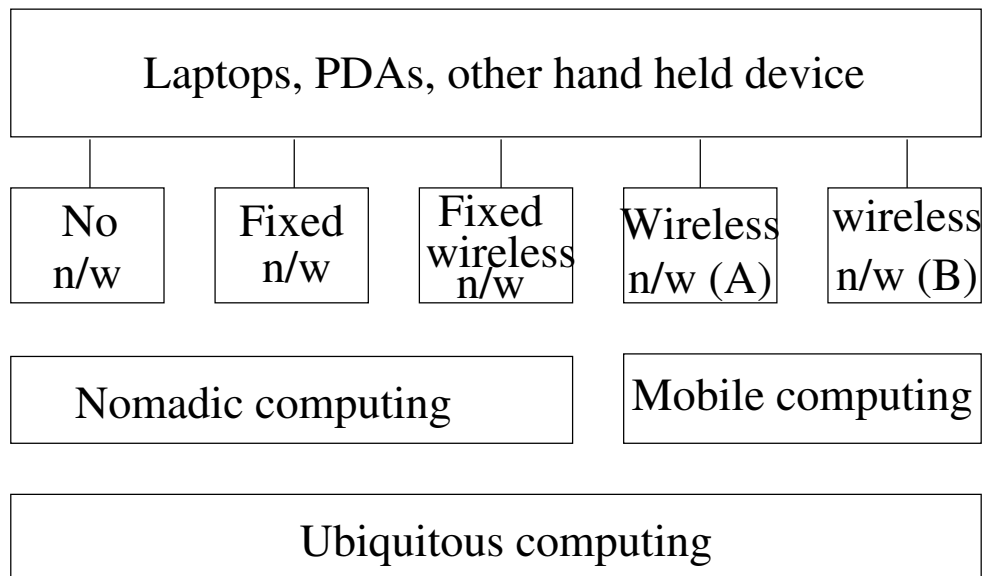 Laptops, PDAs, other hand held device
No
n/w
Fixed
n/w
Fixed
wireless
n/w
Wireless
n/w (A)
wireless
n/w (B)
Nomadic computing
Mobile computing
Ubiquitous computing